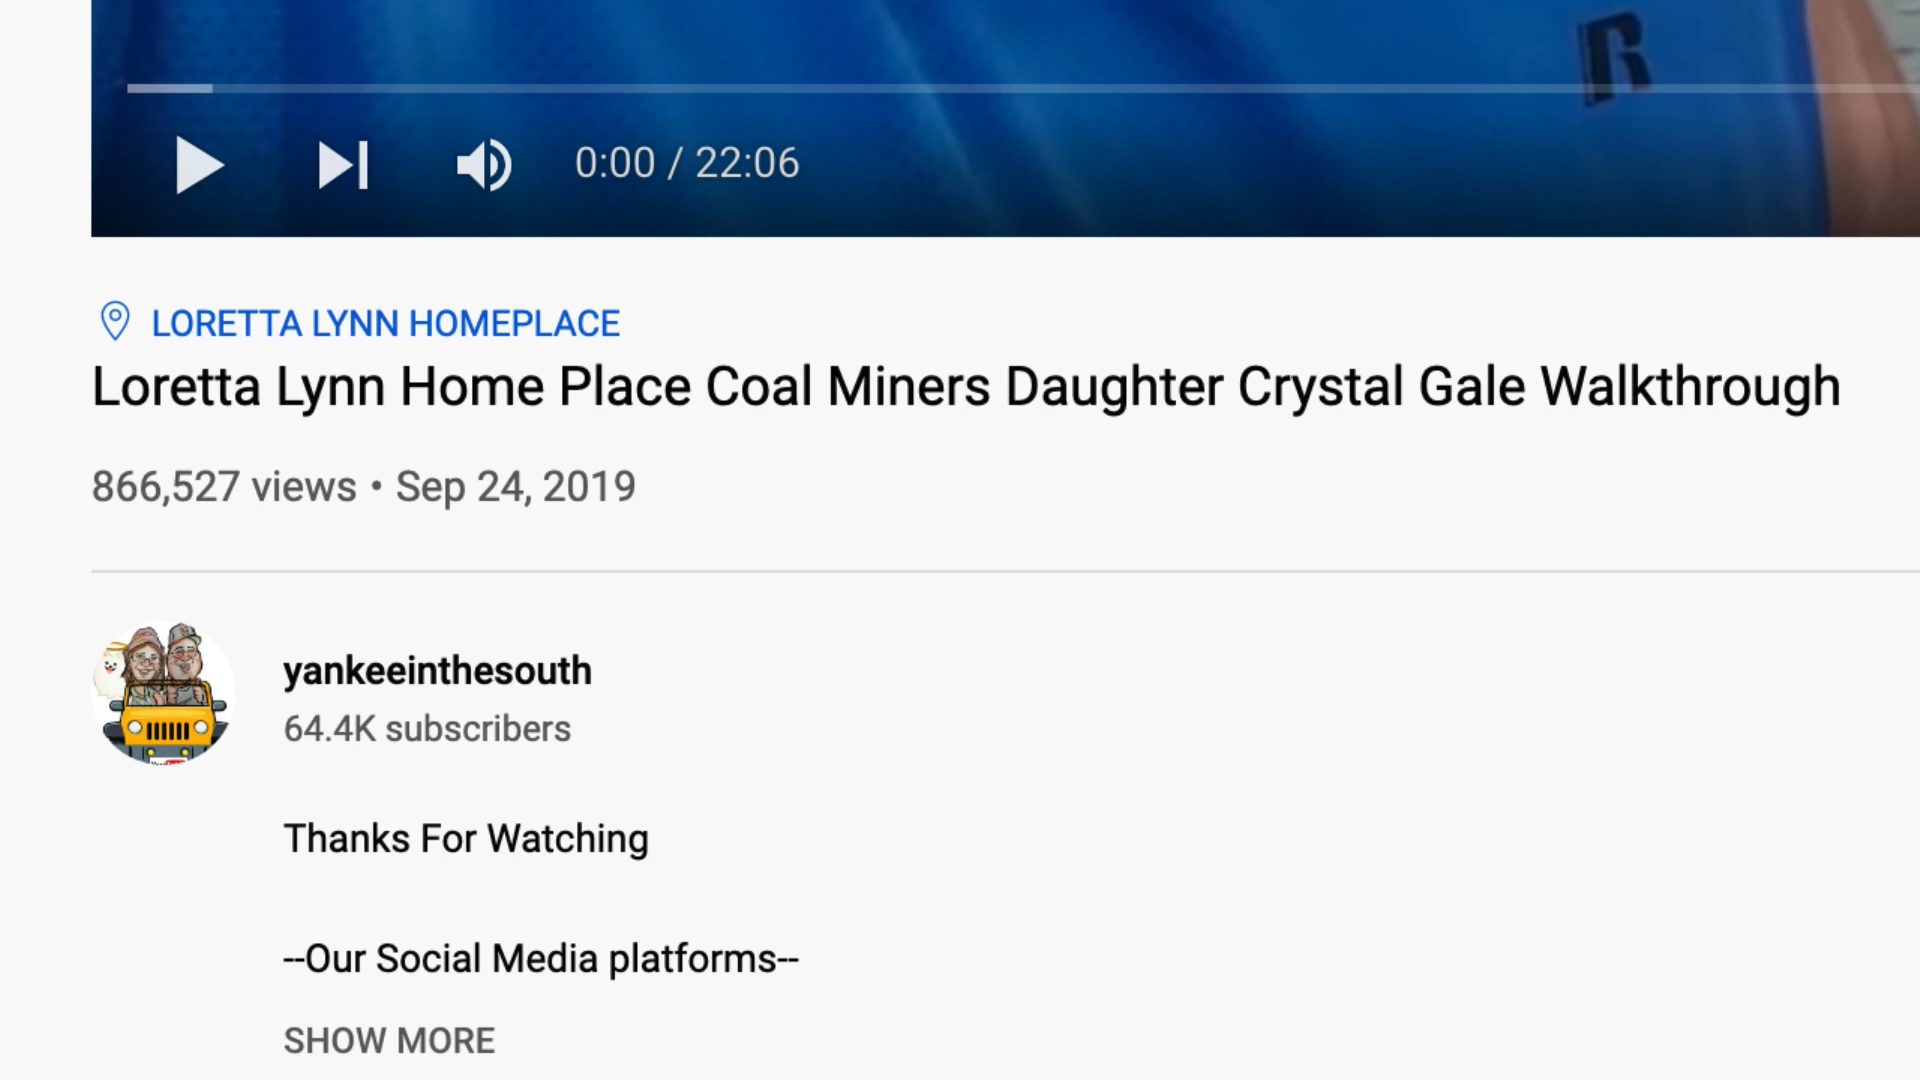 R
0:00 / 22:06
LORETTA LYNN HOMEPLACE
Loretta Lynn Home Place Coal Miners Daughter Crystal Gale Walkthrough
866,527 views • Sep 24, 2019
yankeeinthesouth
64.4K subscribers
Thanks For Watching
--Our Social Media platforms--
SHOW MORE